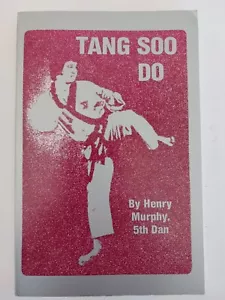 TANG SOO
DO
By Henry
Murphy.
5th Dan